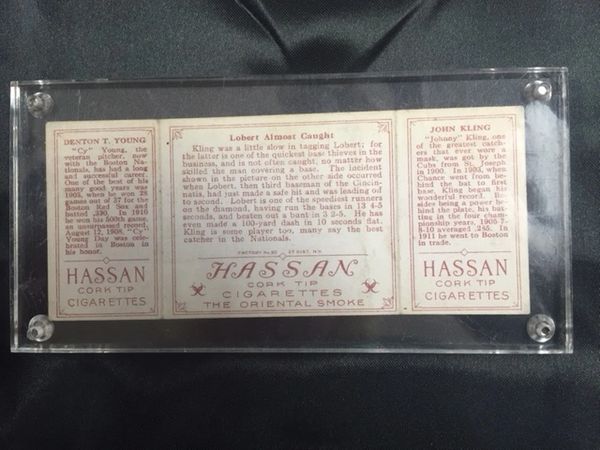 DENTON T. YOUNG
"Cy" Young, the
veteran pitcher, now
with the Boston Na-
tionals, has had a long
and successful career.
One of the best of his
many good years was
1903, when he won 28
games out of 37 for the
Boston Red Sox and
batted .330. In 1910
he won his 500th game,
an unsurpassed record.
August 12, 1908, "Cy"
Young Day was cele-
brated in Boston in
his honor.
HASSAN
CORK TIP
CIGARETTES
Lobert Almost Caught
Kling was a little slow in tagging Lobert; for
the latter is one of the quickest base thieves in the
business, and is not often caught, no matter how
skilled the man covering a base. The incident
shown in the picture on the other side occurred
when Lobert, then third baseman of the Cincin-
natis, had just made a safe hit and was leading off
to second. Lobert is one of the speediest runners
on the diamond, having run the bases in 13 4-5
seconds, and beaten out a bunt in 3 2-5. He has
even made a 100-yard dash in 10 seconds flat.
Kling is some player too, many say the best
catcher in the Nationals.
FACTORY No. 30 2D DIST. N.Y.
HASSAN
CORK TIP
CIGARETTES
THE ORIENTAL SMOKE
JOHN KLING
"Johnny" Kling, one
of the greatest catch-
ers that ever wore a
mask, was got by the
Cubs from St. Joseph
in 1900. In 1903, when
Chance went from be-
hind the bat to first
base, Kling began his
wonderful record. Be-
sides being a power be-
hind the plate, his bat-
ting in the four cham-
pionship years, 1906-7-
8-10 averaged .285. In
1911 he went to Boston
in trade.
HASSAN
CORK TIP
CIGARETTES